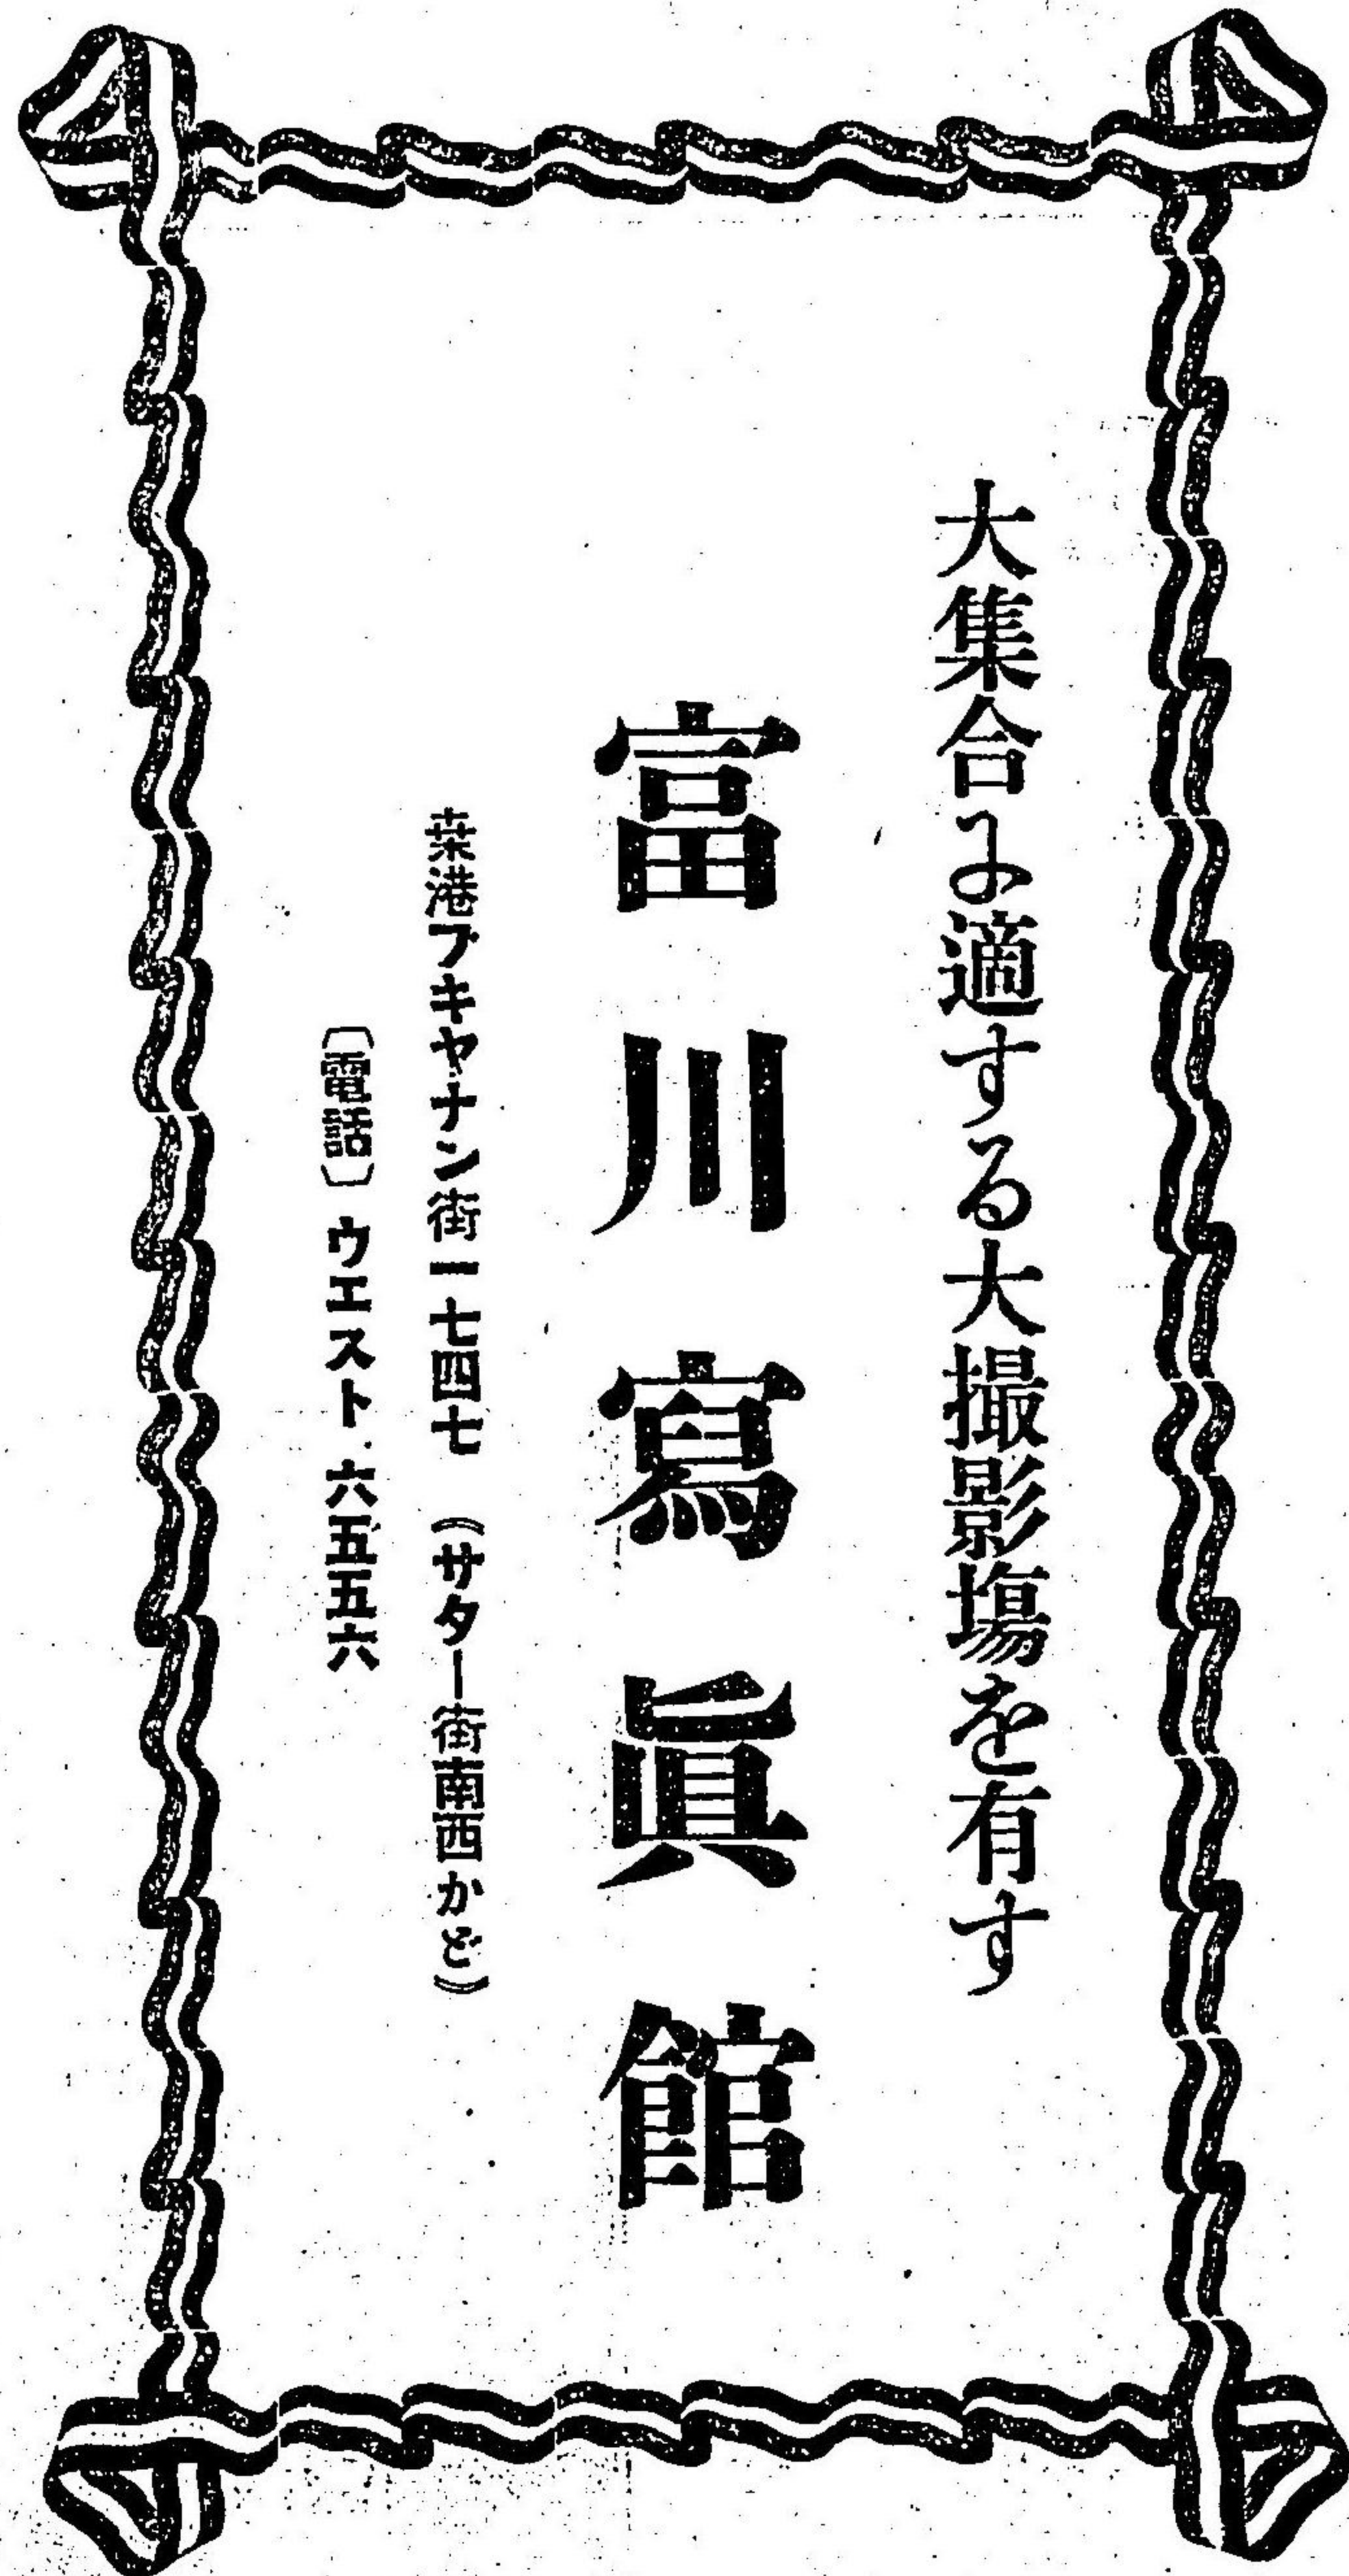 大集合に適する大撮影塲を有す
富川寫眞館
桒港ブキヤナン街一七四七 (サター街南西かど)
〔電話〕ウエスト 六五五六